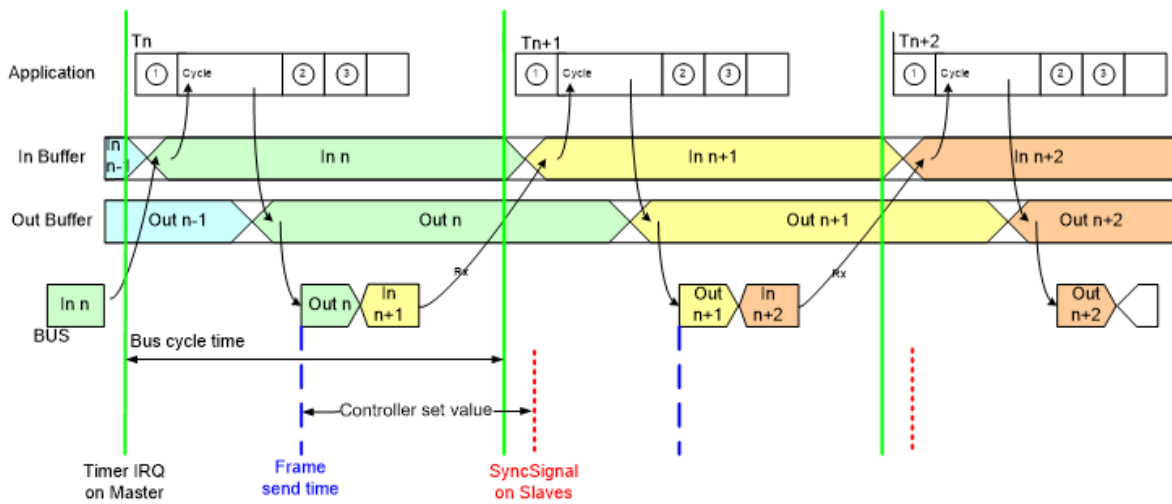 Tn
Tn+1
Tn+2
Application
1
Cycle
2
3
1
Cycle
2
3
1
Cycle
2
3
In Buffer
In
n-1
In n
In n+1
In n+2
Out Buffer
Out n-1
Out n
Out n+1
Out n+2
Rx
Rx
In n
Out n
In
n+1
Out
n+1
In
n+2
Out
n+2
BUS
Bus cycle time
Controller set value
Timer IRQ
on Master
Frame
send time
SyncSignal
on Slaves